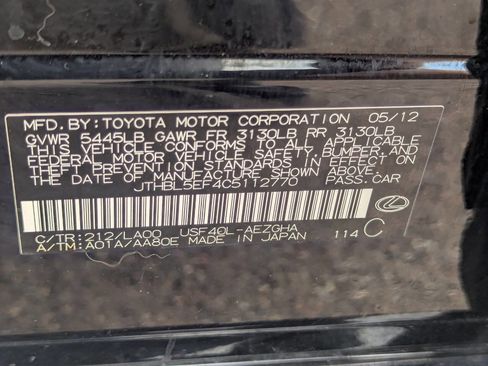 MFD. BY: TOYOTA MOTOR CORPORATION 05/12
GVWR 5445LB GAWR FR 3130LB RR 3130LB
THIS VEHICLE CONFORMS TO ALL APPLICABLE
FEDERAL MOTOR VEHICLE SAFETY, BUMPER, AND
THEFT PREVENTION STANDARDS IN EFFECT ON
THE DATE OF MANUFACTURE SHOWN ABOVE.
JTHBL5EF4C5112770 PASS.CAR
C/TR: 212/LA00 USF40L-AEZGHA
A/TM: A01A/AA80E MADE IN JAPAN 114 C